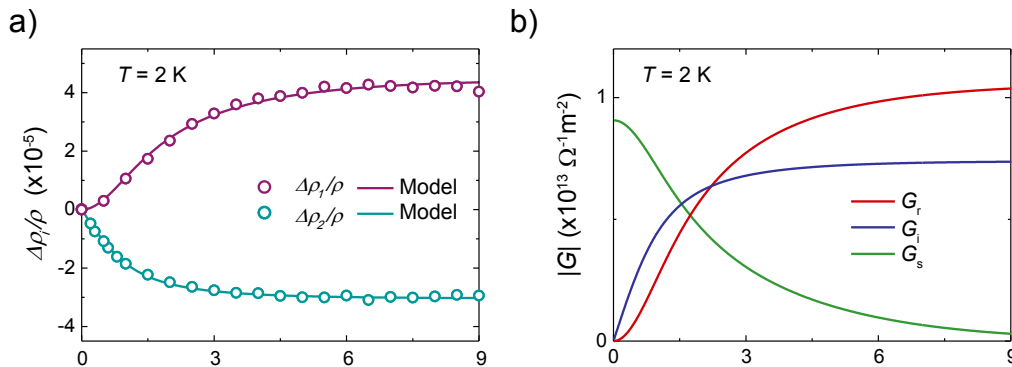 a)
T = 2 K
4
2
0
-2
-4
Δρᵢ/ρ (x10⁻⁵)
Δρ₁/ρ Model
Δρ₂/ρ Model
0 3 6 9
b)
T = 2 K
1
0
|G| (x10¹³ Ω⁻¹m⁻²)
Gᵣ
Gᵢ
Gₛ
0 3 6 9